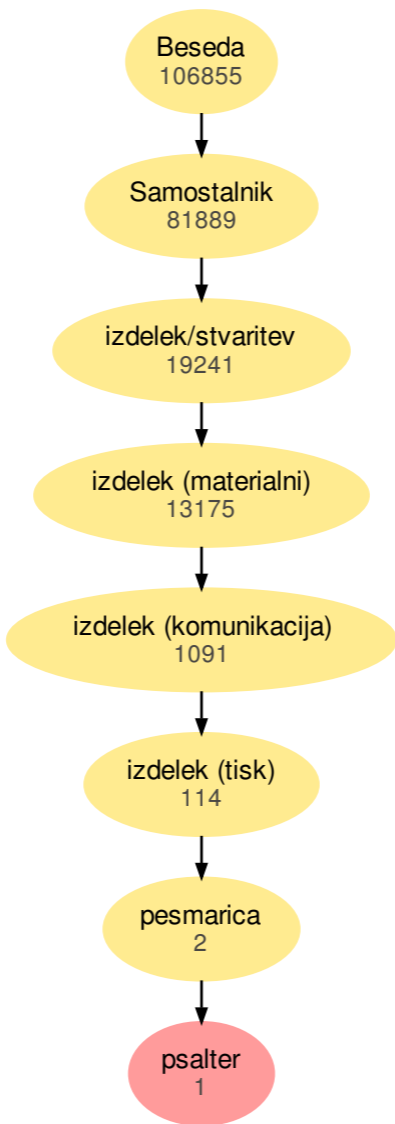 Beseda
106855
Samostalnik
81889
izdelek/stvaritev
19241
izdelek (materialni)
13175
izdelek (komunikacija)
1091
izdelek (tisk)
114
pesmarica
2
psalter
1